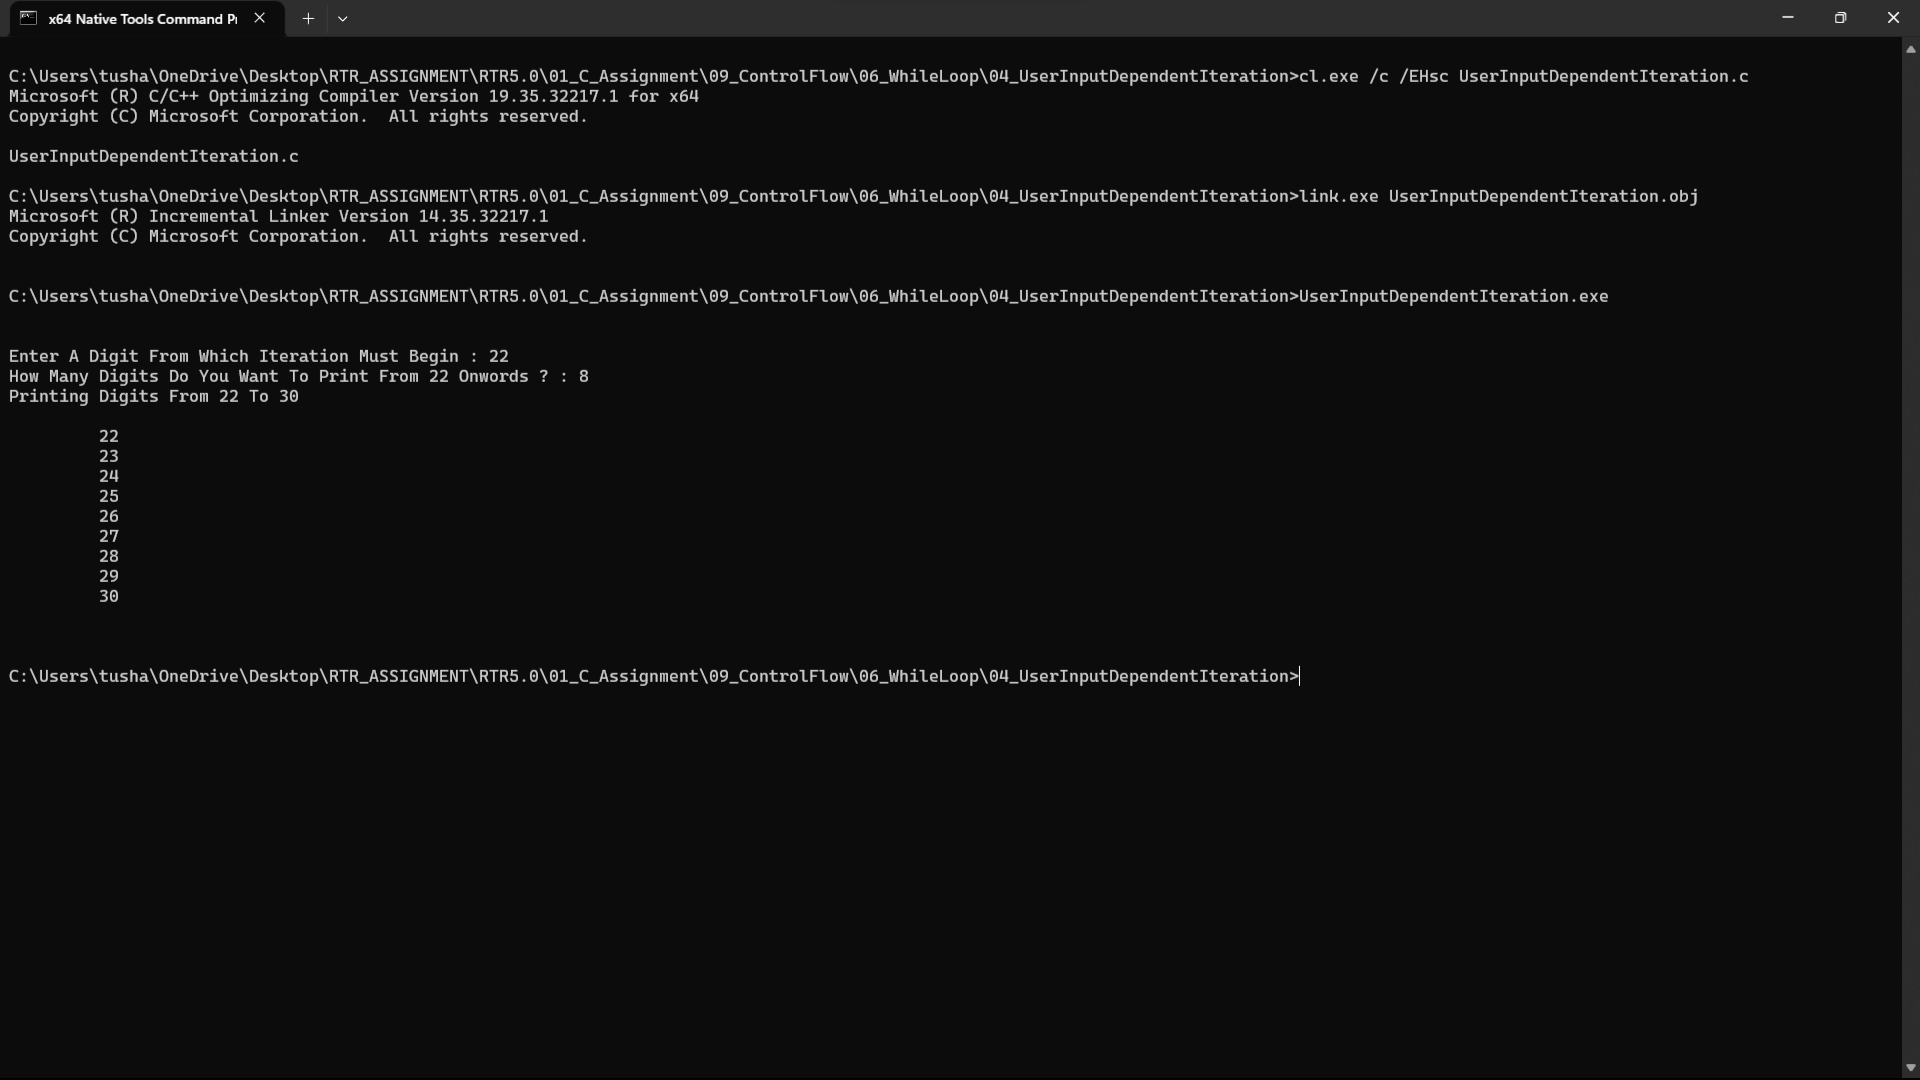 x64 Native Tools Command P
C:\Users\tusha\OneDrive\Desktop\RTR_ASSIGNMENT\RTR5.0\01_C_Assignment\09_ControlFlow\06_WhileLoop\04_UserInputDependentIteration>cl.exe /c /EHsc UserInputDependentIteration.c
Microsoft (R) C/C++ Optimizing Compiler Version 19.35.32217.1 for x64
Copyright (C) Microsoft Corporation.  All rights reserved.
UserInputDependentIteration.c
C:\Users\tusha\OneDrive\Desktop\RTR_ASSIGNMENT\RTR5.0\01_C_Assignment\09_ControlFlow\06_WhileLoop\04_UserInputDependentIteration>link.exe UserInputDependentIteration.obj
Microsoft (R) Incremental Linker Version 14.35.32217.1
Copyright (C) Microsoft Corporation.  All rights reserved.
C:\Users\tusha\OneDrive\Desktop\RTR_ASSIGNMENT\RTR5.0\01_C_Assignment\09_ControlFlow\06_WhileLoop\04_UserInputDependentIteration>UserInputDependentIteration.exe
Enter A Digit From Which Iteration Must Begin : 22
How Many Digits Do You Want To Print From 22 Onwords ? : 8
Printing Digits From 22 To 30
22
23
24
25
26
27
28
29
30
C:\Users\tusha\OneDrive\Desktop\RTR_ASSIGNMENT\RTR5.0\01_C_Assignment\09_ControlFlow\06_WhileLoop\04_UserInputDependentIteration>